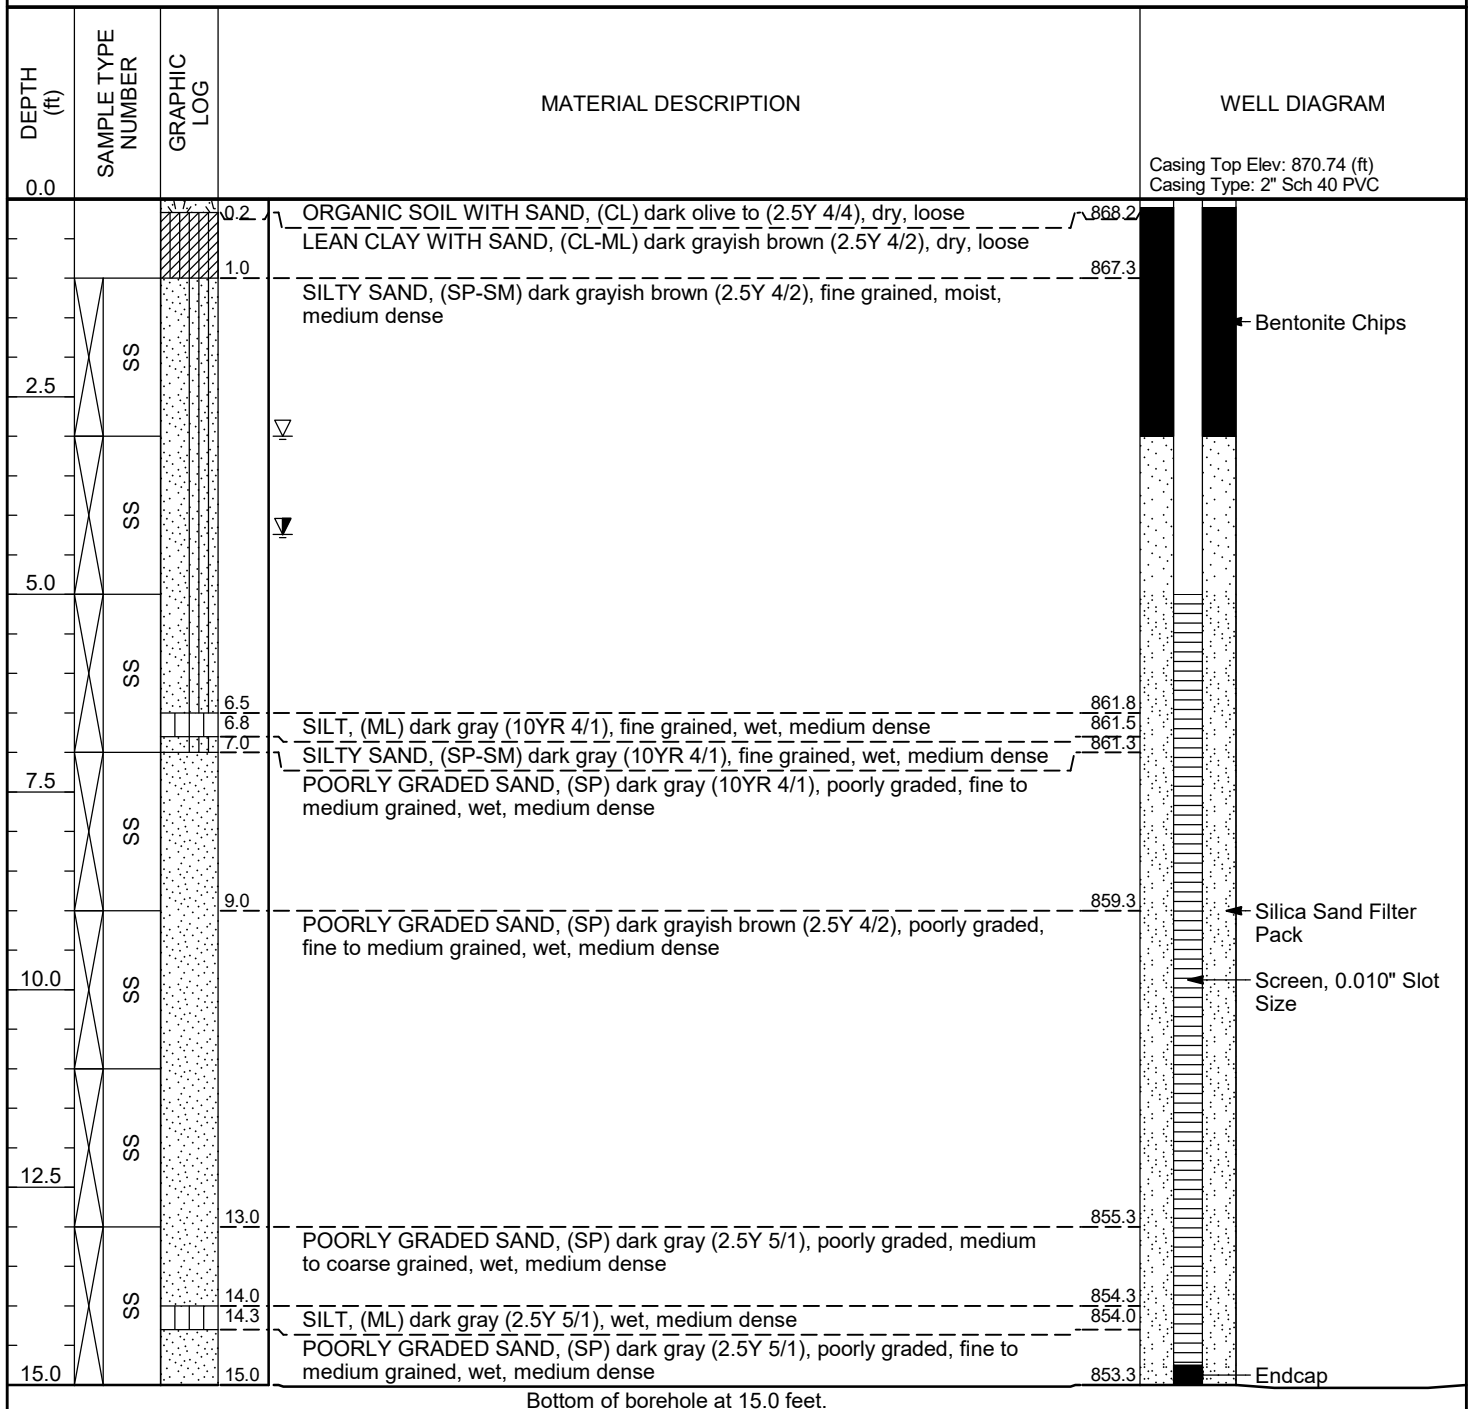 DEPTH
(ft)
SAMPLE TYPE
NUMBER
GRAPHIC
LOG
MATERIAL DESCRIPTION
WELL DIAGRAM
Casing Top Elev: 870.74 (ft)
Casing Type: 2" Sch 40 PVC
0.0
0.2 ORGANIC SOIL WITH SAND, (CL) dark olive to (2.5Y 4/4), dry, loose 868.2
LEAN CLAY WITH SAND, (CL-ML) dark grayish brown (2.5Y 4/2), dry, loose
1.0 867.3
SILTY SAND, (SP-SM) dark grayish brown (2.5Y 4/2), fine grained, moist,
medium dense
Bentonite Chips
SS
2.5
SS
5.0
SS
6.5 861.8
6.8 SILT, (ML) dark gray (10YR 4/1), fine grained, wet, medium dense 861.5
7.0 861.3
SILTY SAND, (SP-SM) dark gray (10YR 4/1), fine grained, wet, medium dense
7.5
POORLY GRADED SAND, (SP) dark gray (10YR 4/1), poorly graded, fine to
medium grained, wet, medium dense
SS
9.0 859.3
POORLY GRADED SAND, (SP) dark grayish brown (2.5Y 4/2), poorly graded,
fine to medium grained, wet, medium dense
Silica Sand Filter
Pack
10.0
SS
Screen, 0.010" Slot
Size
SS
12.5
13.0 855.3
POORLY GRADED SAND, (SP) dark gray (2.5Y 5/1), poorly graded, medium
to coarse grained, wet, medium dense
SS
14.0 854.3
14.3 SILT, (ML) dark gray (2.5Y 5/1), wet, medium dense 854.0
POORLY GRADED SAND, (SP) dark gray (2.5Y 5/1), poorly graded, fine to
medium grained, wet, medium dense
15.0 15.0 853.3 Endcap
Bottom of borehole at 15.0 feet.